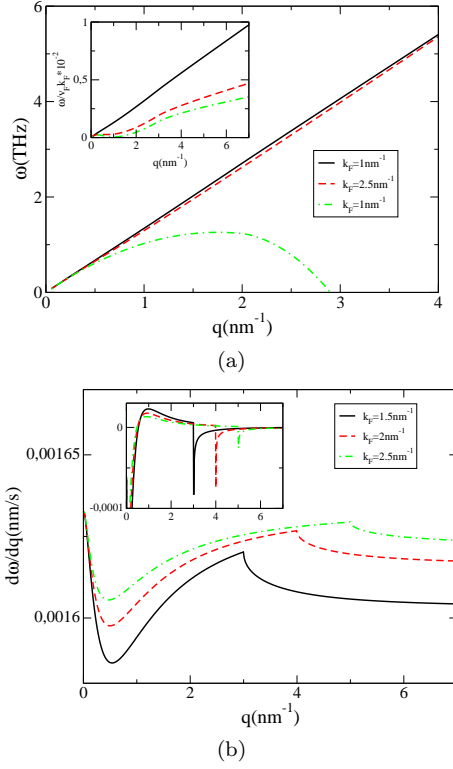 6
4
2
0
ω(THz)
0
1
2
3
4
q(nm⁻¹)
1
0,5
0
ω/v_F k_F*10⁻²
0
2
4
6
q(nm⁻¹)
k_F=1nm⁻¹
k_F=2.5nm⁻¹
k_F=1nm⁻¹
(a)
0,00165
0,0016
dω/dq(nm/s)
0
2
4
6
q(nm⁻¹)
0
-0,0001
0
2
4
6
k_F=1.5nm⁻¹
k_F=2nm⁻¹
k_F=2.5nm⁻¹
(b)